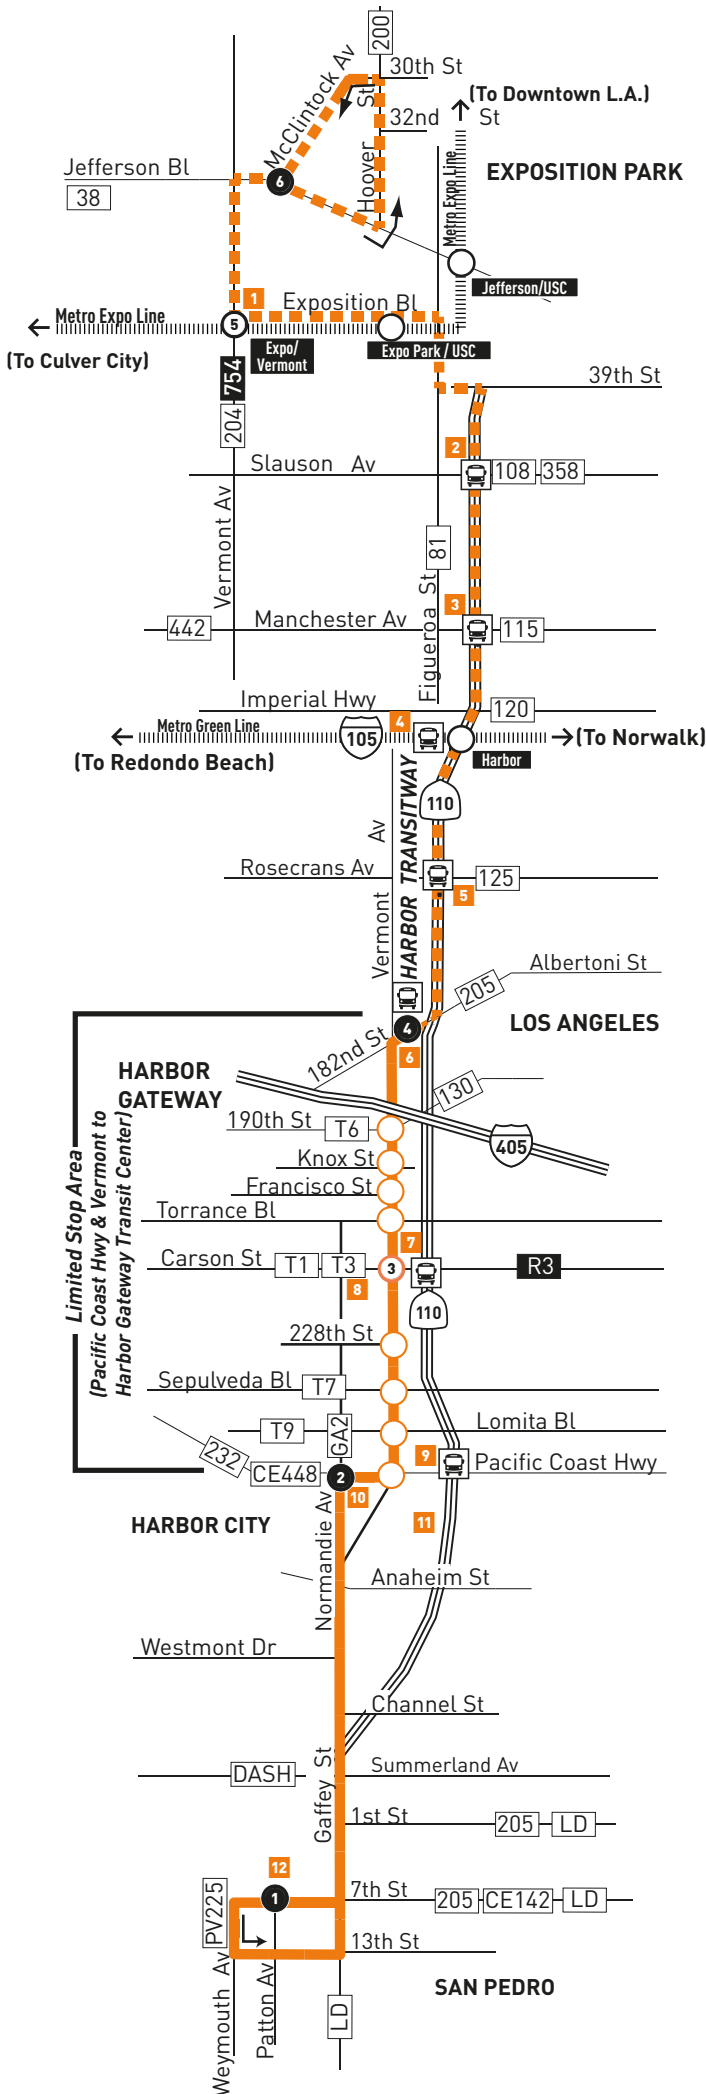 200
30th St
McClintock Av
(To Downtown L.A.)
32nd St
Hoover St
Metro Expo Line
EXPOSITION PARK
Jefferson Bl
6
38
Jefferson/USC
1
Exposition Bl
Metro Expo Line
5
(To Culver City)
Expo/
Vermont
Expo Park / USC
754
39th St
204
2
Slauson Av
108
358
Vermont Av
81
Figueroa St
3
442
Manchester Av
115
Imperial Hwy
120
Metro Green Line
4
105
(To Redondo Beach)
Harbor
(To Norwalk)
110
HARBOR TRANSITWAY
Vermont Av
Rosecrans Av
125
5
Albertoni St
205
4
LOS ANGELES
182nd St
6
HARBOR
GATEWAY
130
190th St
T6
405
Knox St
Francisco St
Torrance Bl
Limited Stop Area
(Pacific Coast Hwy & Vermont to
Harbor Gateway Transit Center)
7
Carson St
T1
T3
3
R3
8
110
228th St
Sepulveda Bl
T7
T9
GA2
Lomita Bl
232
CE448
2
9
Pacific Coast Hwy
10
11
HARBOR CITY
Normandie Av
Anaheim St
Westmont Dr
Channel St
DASH
Summerland Av
Gaffey St
1st St
205
LD
12
1
7th St
205
CE142
LD
PV225
13th St
Weymouth Av
Patton Av
LD
SAN PEDRO